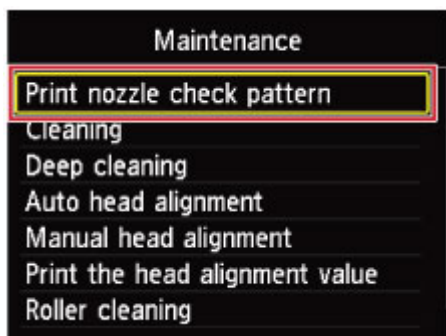 Maintenance
Print nozzle check pattern
Cleaning
Deep cleaning
Auto head alignment
Manual head alignment
Print the head alignment value
Roller cleaning